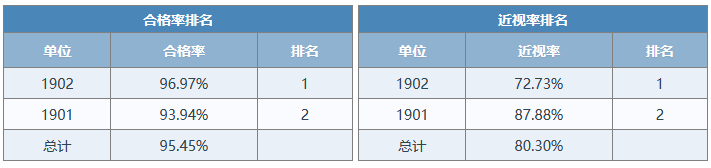 合格率排名
单位 合格率 排名
1902 96.97% 1
1901 93.94% 2
总计 95.45%
近视率排名
单位 近视率 排名
1902 72.73% 1
1901 87.88% 2
总计 80.30%